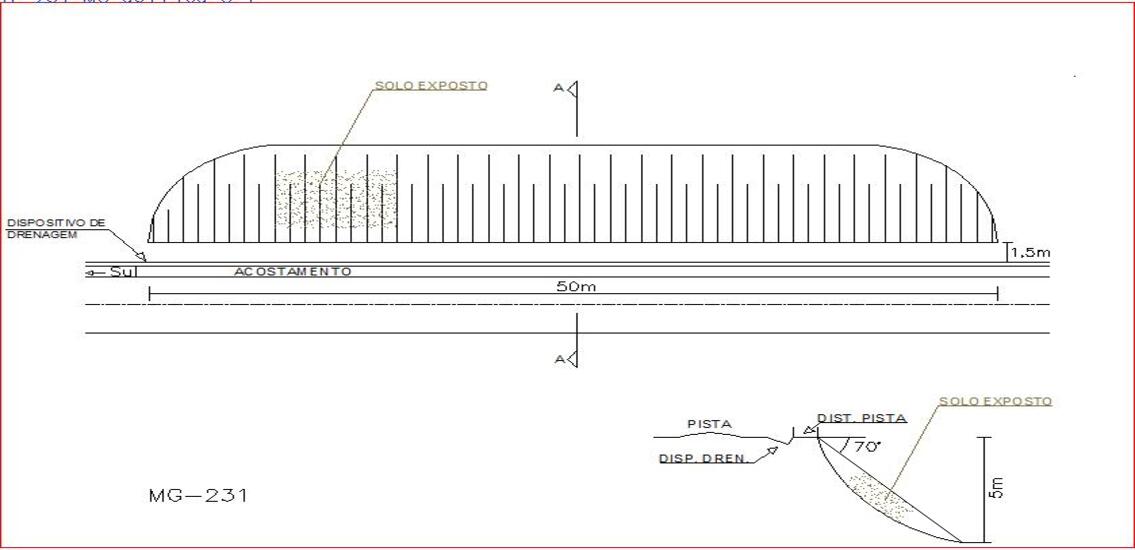 SOLO EXPOSTO
A
DISPOSITIVO DE
DRENAGEM
1,5m
Sul
ACOSTAMENTO
50m
A
SOLO EXPOSTO
DIST. PISTA
PISTA
70°
DISP. DREN.
5m
MG-231